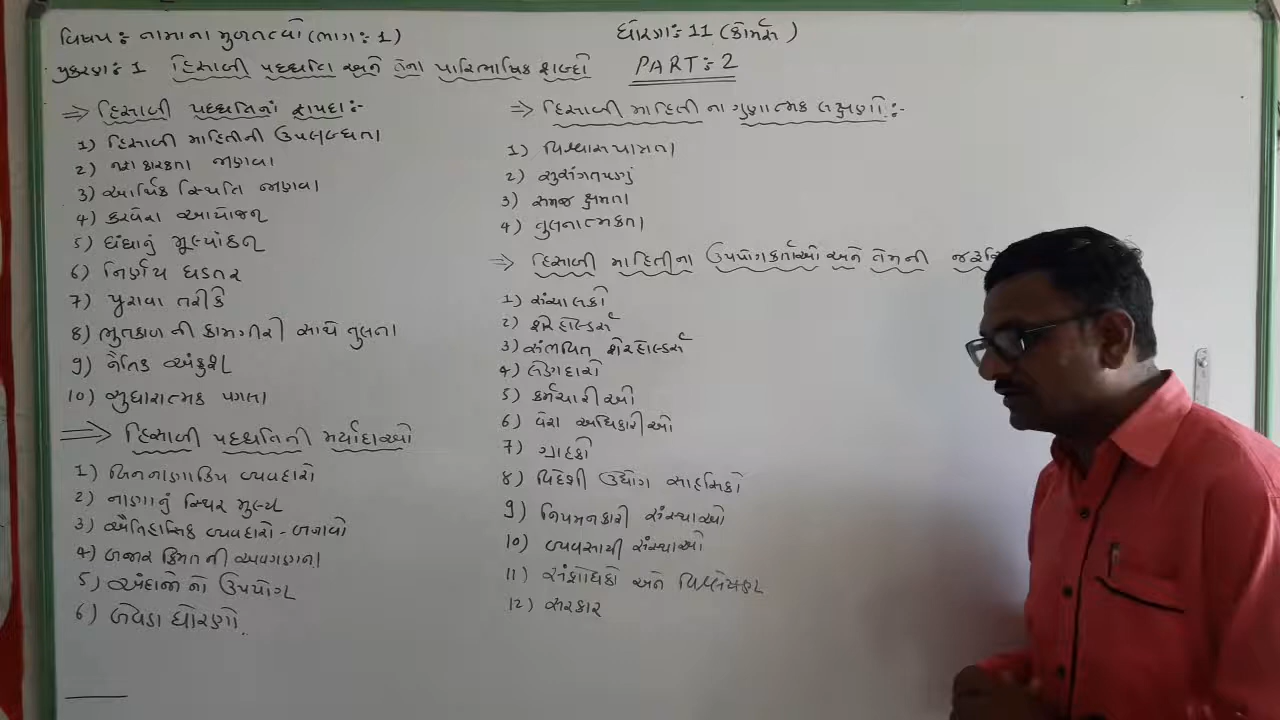 વિષય: નામાના મુળતત્વો (ભાગ: 1)
ધોરણ: 11 (કોમર્સ)
પ્રકરણ: 1 હિસાબી પદ્ધતિ અને તેના પારિભાષિક શબ્દો PART: 2
⇒ હિસાબી પદ્ધતિનાં ફાયદા:-
1) હિસાબી માહિતીની ઉપલબ્ધતા
2) નફાકારકતા જાણવા
3) આર્થિક સ્થિતિ જાણવા
4) કરવેરા આયોજન
5) ધંધાનું મૂલ્યાંકન
6) નિર્ણય ઘડતર
7) પુરાવા તરીકે
8) ભુતકાળ ની કામગીરી સાથે તુલના
9) નૈતિક અંકુશ
10) સુધારાત્મક પગલા
⇒ હિસાબી પદ્ધતિની મર્યાદાઓ
1) બિનનાણાકિય વ્યવહારો
2) નાણાનું સ્થિર મુલ્ય
3) ઐતિહાસિક વ્યવહારો - બનાવો
4) બજાર કિંમત ની અવગણના
5) અંદાજો નો ઉપયોગ
6) બેવડા ધોરણો
⇒ હિસાબી માહિતી ના ગુણાત્મક લક્ષણો:-
1) વિશ્વાસપાત્રતા
2) સુસંગતપણું
3) સમજ ક્ષમતા
4) તુલનાત્મકતા
⇒ હિસાબી માહિતીના ઉપયોગકર્તાઓ અને તેમની
1) સંચાલકો
2) શેરહોલ્ડર્સ
3) સંભવિત શેરહોલ્ડર્સ
4) લેણદારો
5) કર્મચારીઓ
6) વેરા અધિકારીઓ
7) ગ્રાહકો
8) વિદેશી ઉદ્યોગ સાહસિકો
9) નિયમનકારી સંસ્થાઓ
10) વ્યવસાયી સંસ્થાઓ
11) સંશોધકો અને વિશ્લેષકો
12) સરકાર